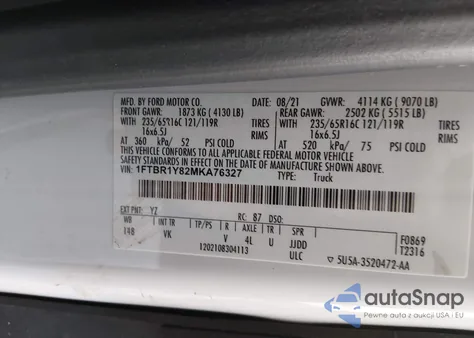 MFD. BY FORD MOTOR CO.
08/21 GVWR: 4114 KG (9070 LB)
FRONT GAWR: 1873 KG (4130 LB) REAR GAWR: 2502 KG (5515 LB)
WITH WITH
235/65R16C 121/119R TIRES 235/65R16C 121/119R TIRES
16x6.5J RIMS 16x6.5J RIMS
AT 360 kPa/ 52 PSI COLD AT 520 kPa/ 75 PSI COLD
THIS VEHICLE CONFORMS TO ALL APPLICABLE FEDERAL MOTOR VEHICLE SAFETY STANDARDS IN EFFECT ON THE
DATE OF MANUFACTURE SHOWN ABOVE.
VIN: 1FTBR1Y82MKA76327 TYPE: Truck
EXT PNT: YZ RC: 87 DSO:
WB INT TR TP/PS R AXLE TR SPR F0869
148 VK V 4L U JJDD T2316
1202108304113 ULC 5U5A-3520472-AA
autoSnap
Pewne auta z USA i EU